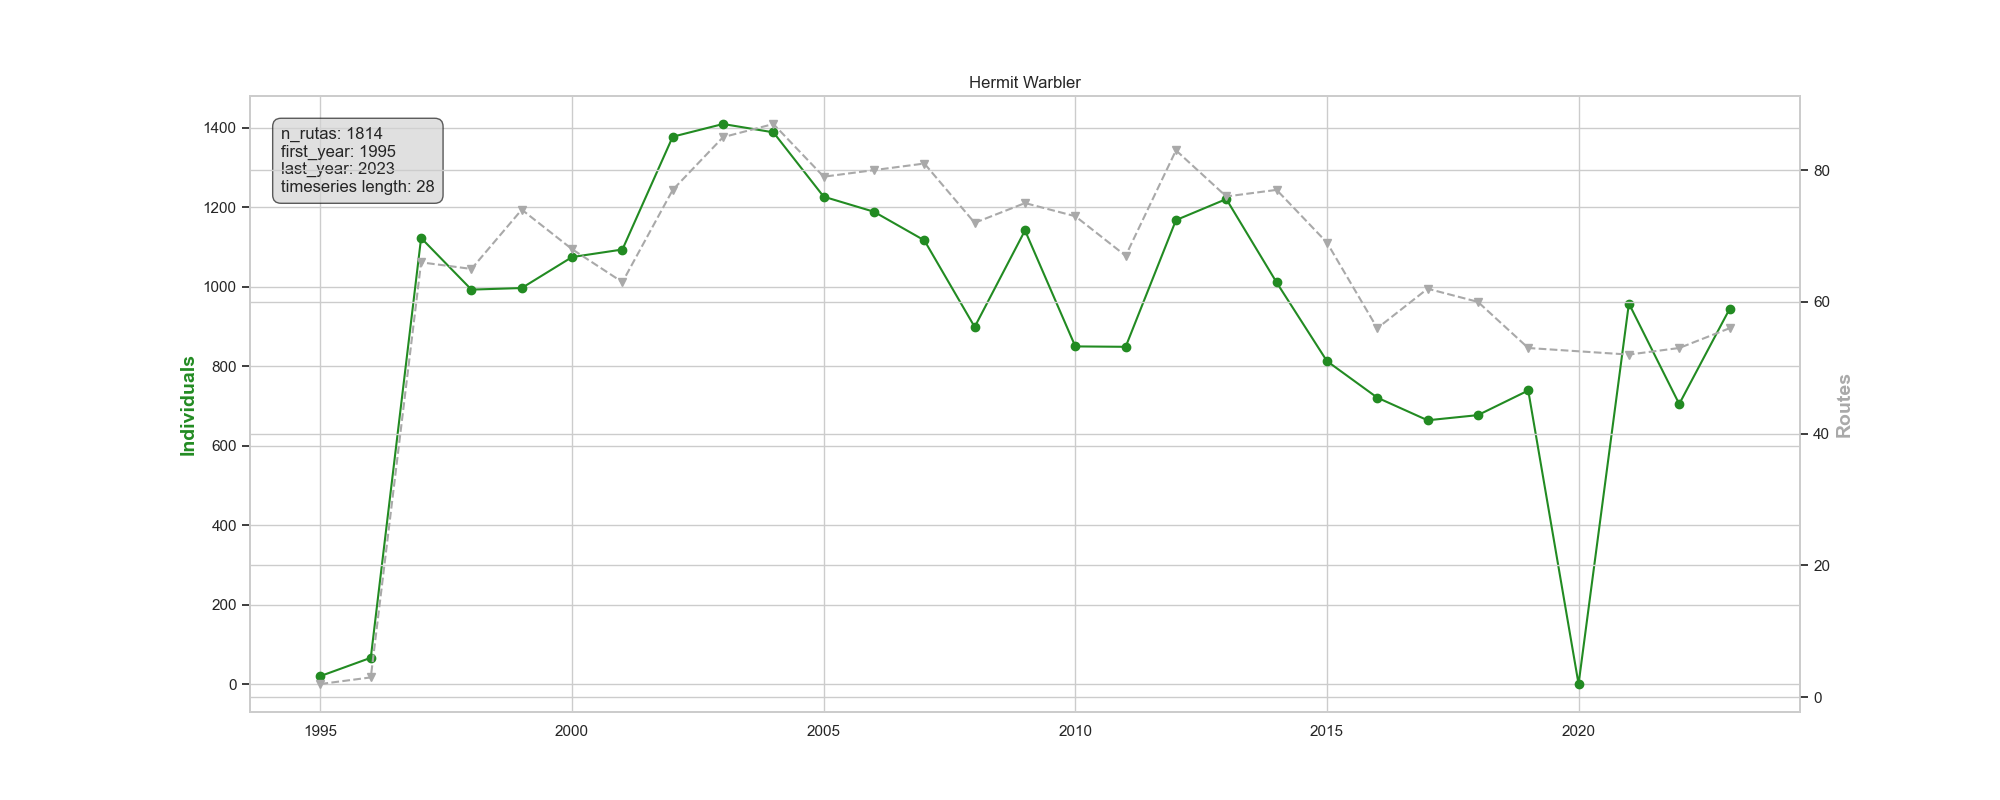 Hermit Warbler
n_rutas: 1814
first_year: 1995
last_year: 2023
timeseries length: 28
Individuals
1400
1200
1000
800
600
400
200
0
Routes
80
60
40
20
0
1995 2000 2005 2010 2015 2020